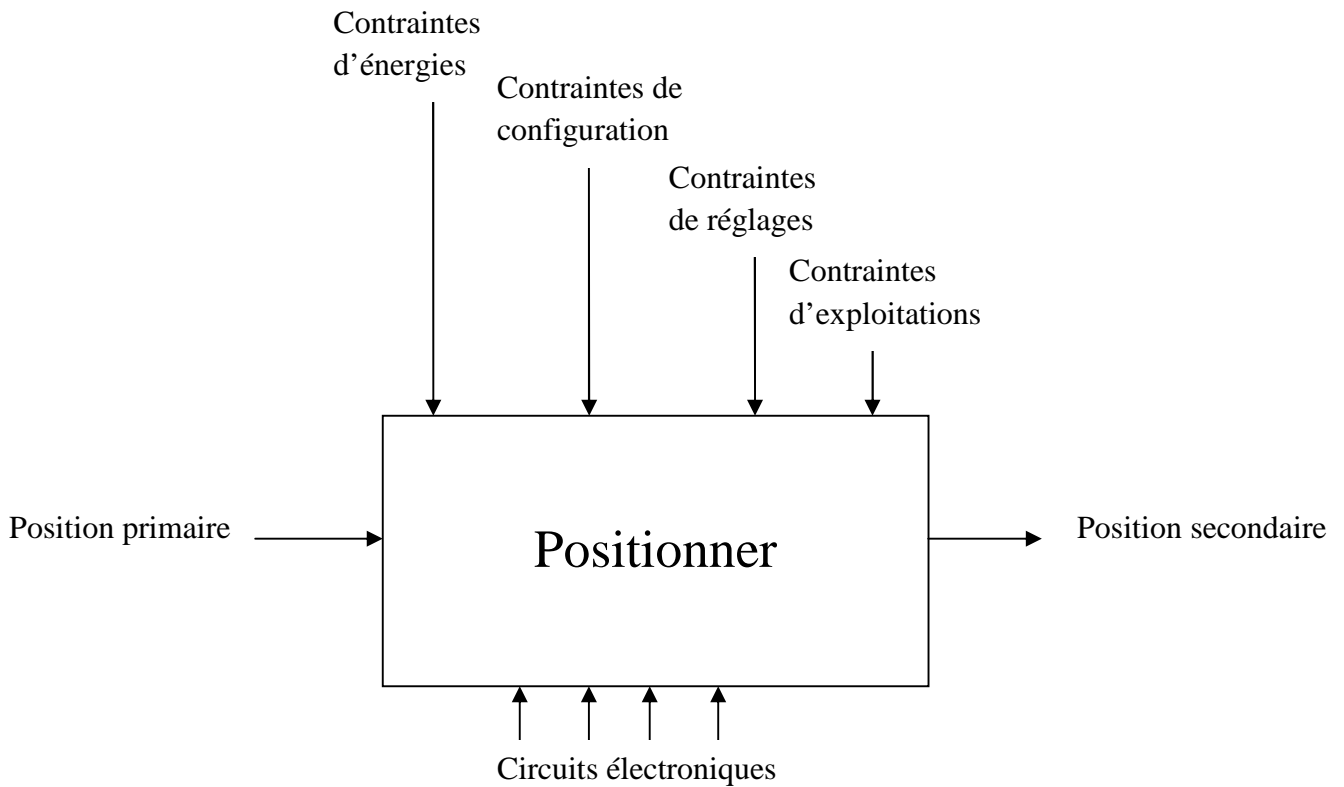 Contraintes
d’énergies
Contraintes de
configuration
Contraintes
de réglages
Contraintes
d’exploitations
Position primaire
Positionner
Position secondaire
Circuits électroniques